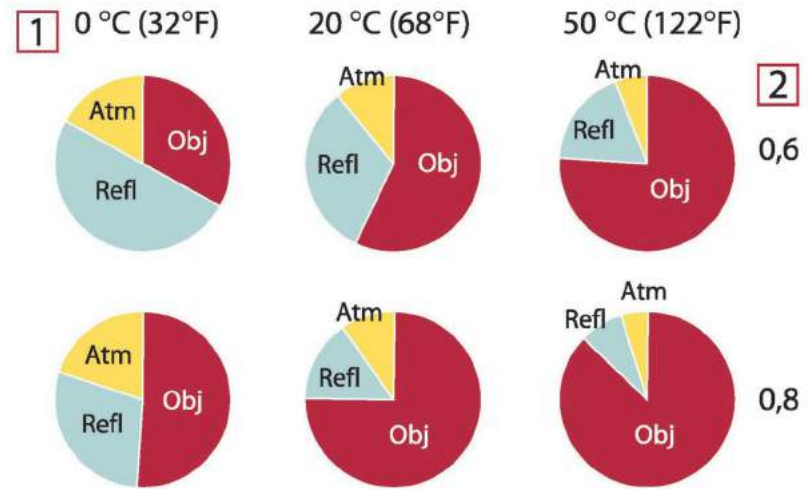 1 0 °C (32°F) 20 °C (68°F) 50 °C (122°F)
2
Atm Obj Refl
Atm Refl Obj
Atm Refl Obj
0,6
Atm Obj Refl
Atm Refl Obj
Atm Refl Obj
0,8